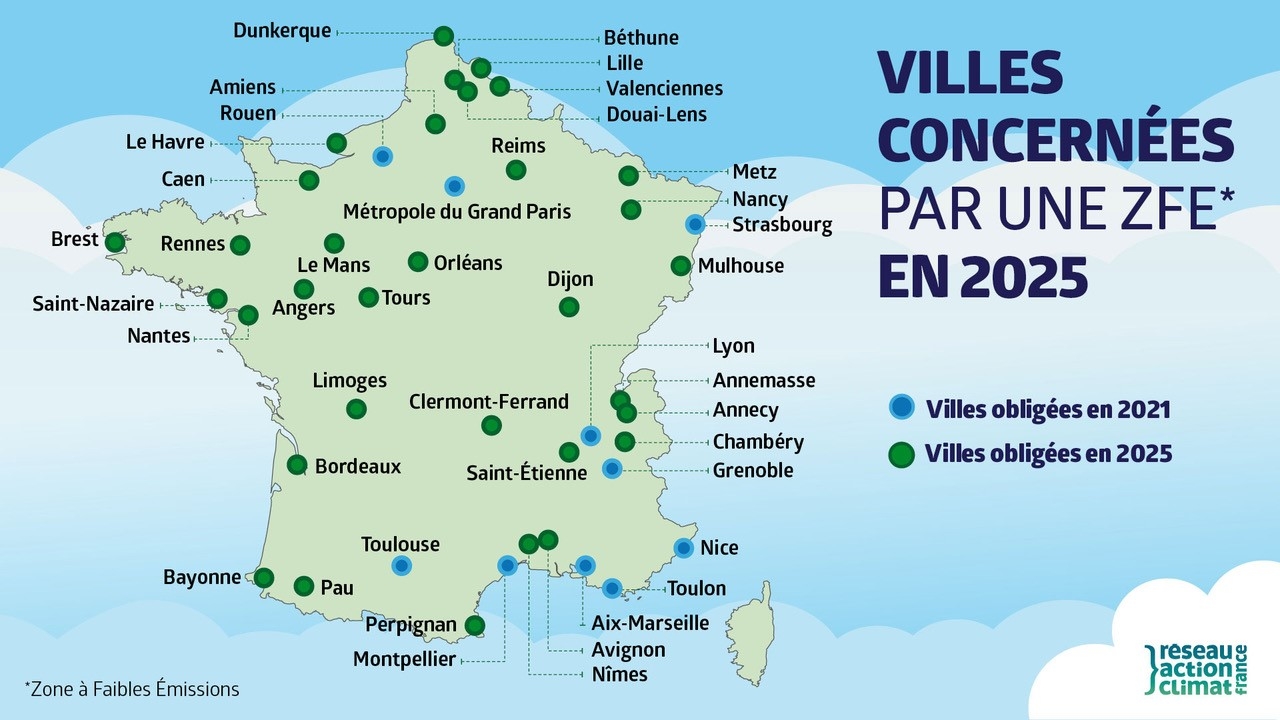 VILLES
CONCERNÉES
PAR UNE ZFE*
EN 2025
Villes obligées en 2021
Villes obligées en 2025
Dunkerque
Béthune
Lille
Valenciennes
Douai-Lens
Amiens
Rouen
Le Havre
Caen
Reims
Métropole du Grand Paris
Metz
Nancy
Strasbourg
Mulhouse
Brest
Rennes
Le Mans
Orléans
Angers
Tours
Dijon
Saint-Nazaire
Nantes
Lyon
Annemasse
Annecy
Chambéry
Grenoble
Limoges
Clermont-Ferrand
Saint-Étienne
Bordeaux
Toulouse
Nice
Bayonne
Pau
Toulon
Perpignan
Montpellier
Aix-Marseille
Avignon
Nîmes
*Zone à Faibles Émissions
réseau
action
climat
france